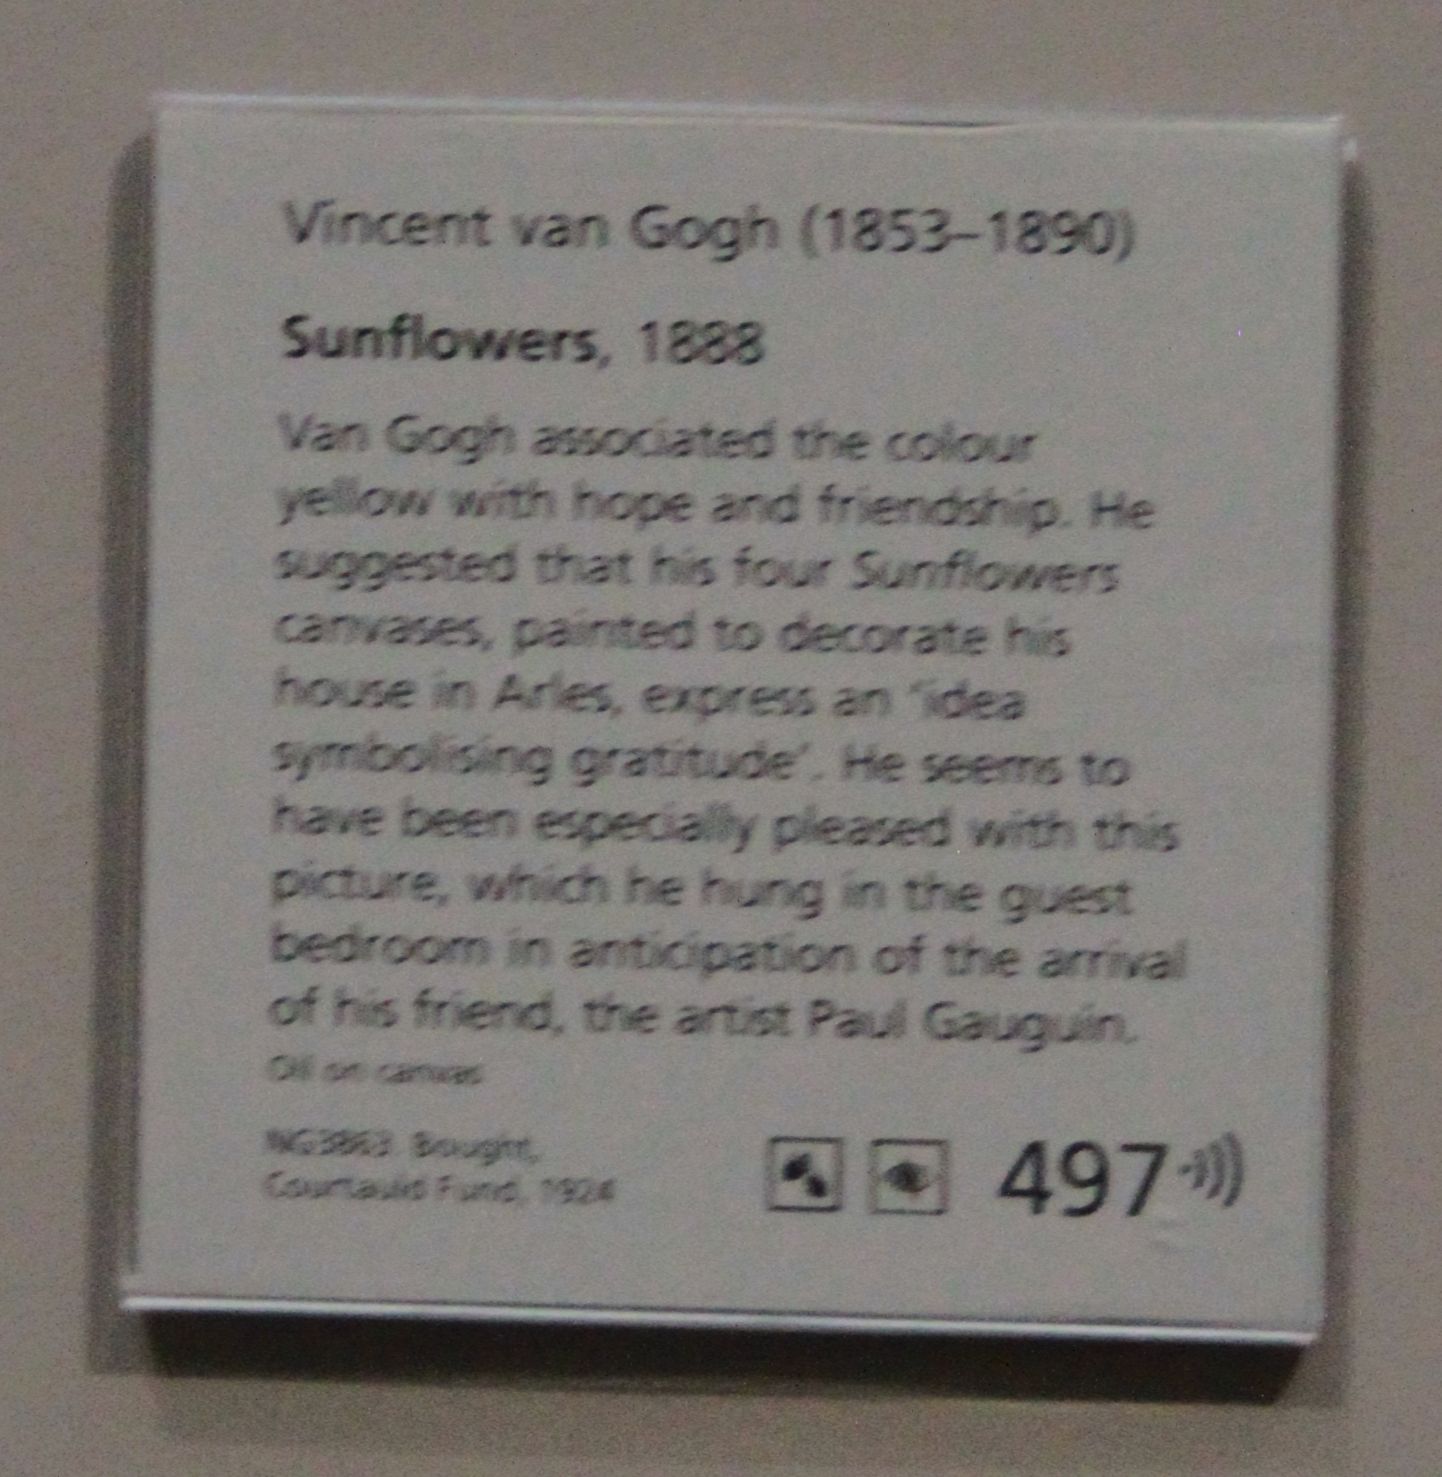 Vincent van Gogh (1853–1890)
Sunflowers, 1888
Van Gogh associated the colour
yellow with hope and friendship. He
suggested that his four Sunflowers
canvases, painted to decorate his
house in Arles, express an ‘idea
symbolising gratitude’. He seems to
have been especially pleased with this
picture, which he hung in the guest
bedroom in anticipation of the arrival
of his friend, the artist Paul Gauguin.
Oil on canvas
NG3863. Bought,
Courtauld Fund, 1924
497